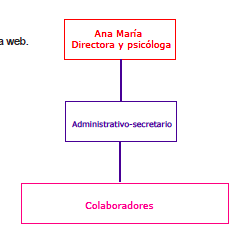 Ana María
Directora y psicóloga
a web.
Administrativo-secretario
Colaboradores